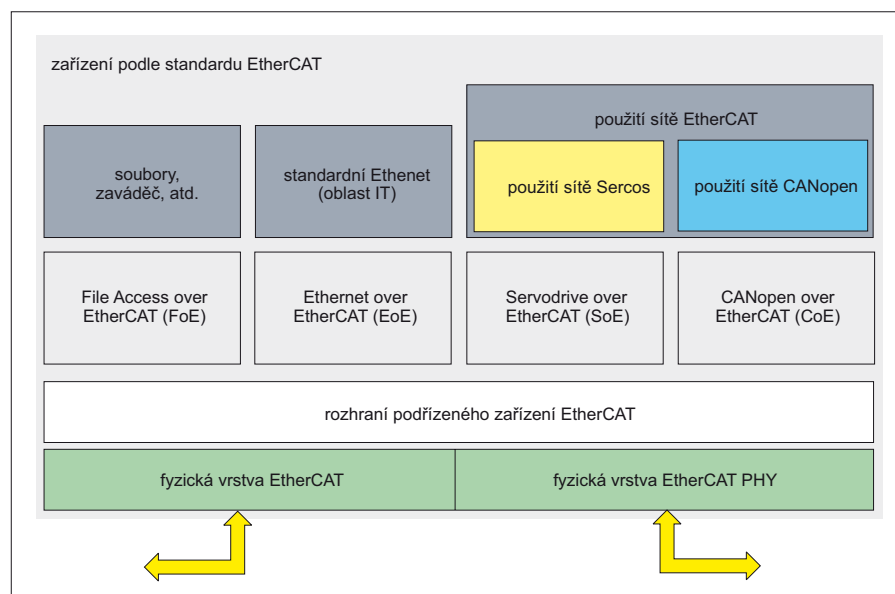 zařízení podle standardu EtherCAT
použití sítě EtherCAT
soubory,
zaváděč, atd.
standardní Ethenet
(oblast IT)
použití sítě Sercos
použití sítě CANopen
File Access over
EtherCAT (FoE)
Ethernet over
EtherCAT (EoE)
Servodrive over
EtherCAT (SoE)
CANopen over
EtherCAT (CoE)
rozhraní podřízeného zařízení EtherCAT
fyzická vrstva EtherCAT
fyzická vrstva EtherCAT PHY